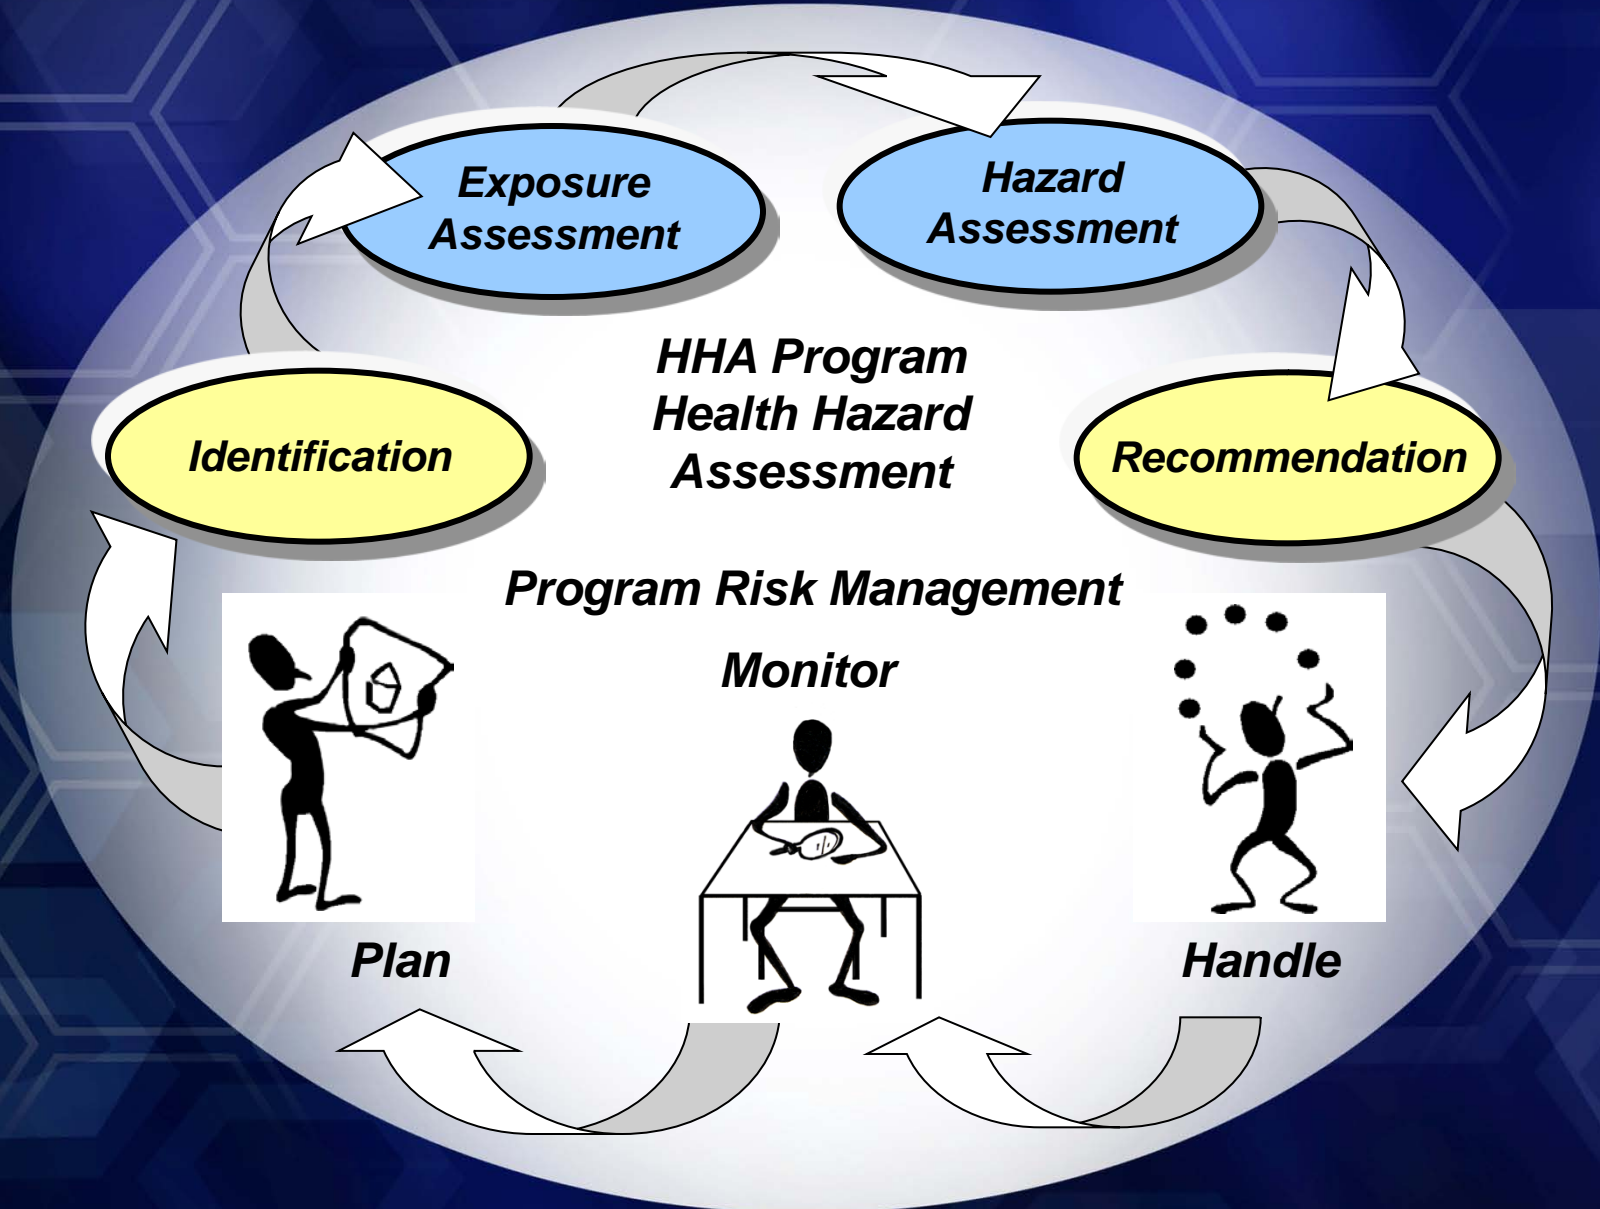 Exposure
Assessment
Hazard
Assessment
HHA Program
Health Hazard
Assessment
Identification
Recommendation
Program Risk Management
Monitor
Plan
Handle